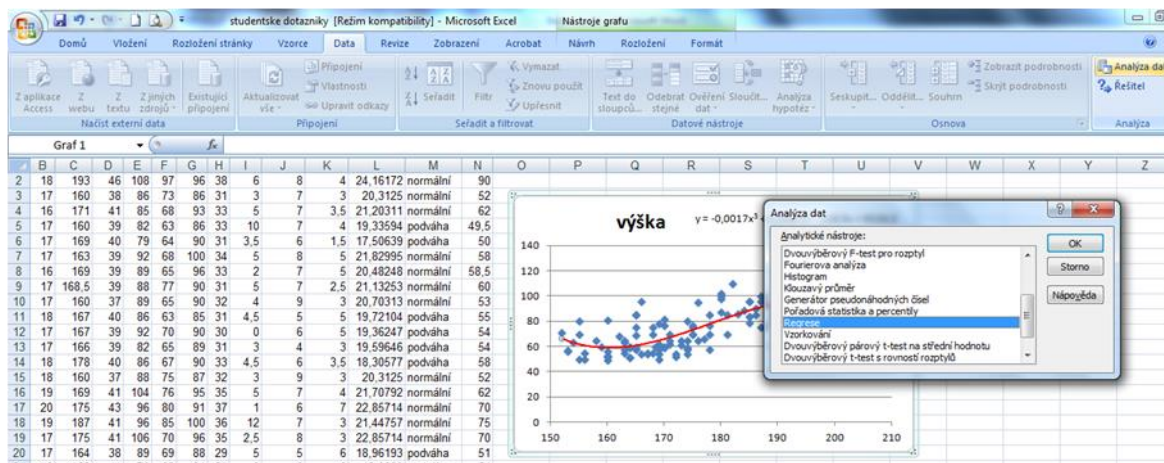 studentske dotazniky [Režim kompatibility] - Microsoft Excel Nástroje grafu
Domů Vložení Rozložení stránky Vzorce Data Revize Zobrazení Acrobat Návrh Rozložení Formát
Z aplikace Access Z webu Z textu Z jiných zdrojů Existující připojení
Načíst externí data
Aktualizovat vše Připojení Vlastnosti Upravit odkazy
Připojení
Seřadit Filtr Vymazat Znovu použít Upřesnit
Seřadit a filtrovat
Text do sloupců... Odebrat stejné Ověření dat Sloučit... Analýza hypotéz
Datové nástroje
Seskupit... Oddělit... Souhrn Zobrazit podrobnosti Skrýt podrobnosti
Osnova
Analýza dat
Řešitel
Analýza
Graf 1 fx
B C D E F G H I J K L M N O P Q R S T U V W X Y Z
2 18 193 46 108 97 96 38 6 8 4 24,16172 normální 90
3 17 160 38 86 73 86 31 3 7 3 20,3125 normální 52
4 16 171 41 85 68 93 33 5 7 3,5 21,20311 normální 62
5 17 160 39 82 63 86 33 10 7 4 19,33594 podváha 49,5
6 17 169 40 79 64 90 31 3,5 6 1,5 17,50639 podváha 50
7 17 163 39 92 68 100 34 5 8 5 21,82995 normální 58
8 16 169 39 89 65 96 33 2 7 5 20,48248 normální 58,5
9 17 168,5 39 88 77 90 31 5 7 2,5 21,13253 normální 60
10 17 160 37 89 65 90 32 4 9 3 20,70313 normální 53
11 18 167 40 86 63 85 31 4,5 5 5 19,72104 podváha 55
12 17 167 39 92 70 90 30 0 6 5 19,36247 podváha 54
13 17 166 39 82 65 89 31 3 4 3 19,59646 podváha 54
14 18 178 40 86 67 90 33 4,5 6 3,5 18,30577 podváha 58
15 18 160 37 88 75 87 32 3 9 3 20,3125 normální 52
16 19 169 41 104 76 95 35 5 7 4 21,70792 normální 62
17 20 175 43 96 80 91 37 1 6 7 22,85714 normální 70
18 19 187 41 96 85 100 36 12 7 3 21,44757 normální 75
19 17 175 41 106 70 96 35 2,5 8 3 22,85714 normální 70
20 17 164 38 89 69 88 29 5 5 6 18,96193 podváha 51
výška
y = -0,0017x³
140
120
100
80
60
40
20
0
150 160 170 180 190 200 210
Analýza dat
Analytické nástroje:
Dvouvýběrový F-test pro rozptyl
Fourierova analýza
Histogram
Klouzavý průměr
Generátor pseudonáhodných čísel
Pořadová statistika a percentily
Regrese
Vzorkování
Dvouvýběrový párový t-test na střední hodnotu
Dvouvýběrový t-test s rovností rozptylů
OK
Storno
Nápověda